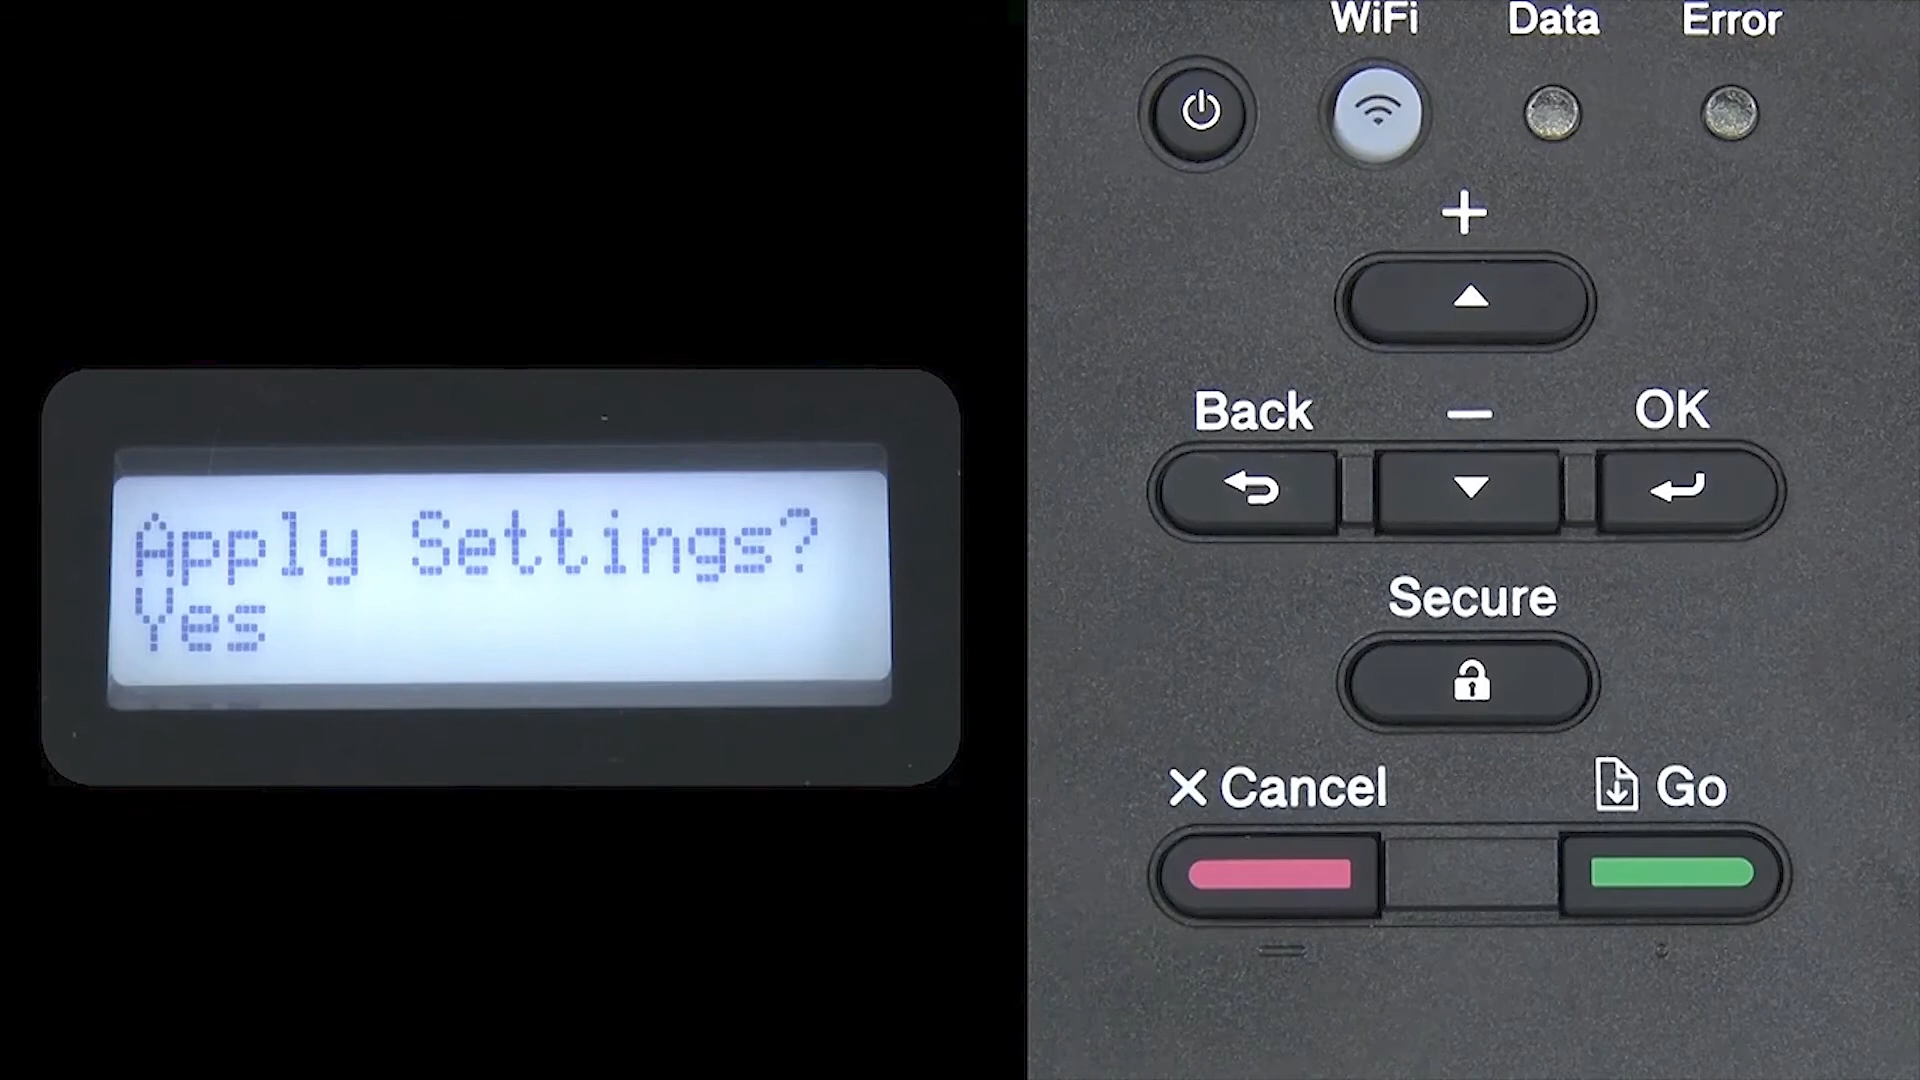 Apply Settings?
Yes
WiFi Data Error
+
Back – OK
Secure
X Cancel Go